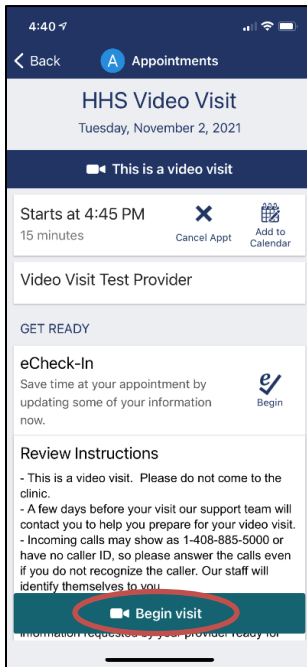 4:40
Back A Appointments
HHS Video Visit
Tuesday, November 2, 2021
This is a video visit
Starts at 4:45 PM
15 minutes
Cancel Appt
Add to
Calendar
Video Visit Test Provider
GET READY
eCheck-In
Save time at your appointment by
updating some of your information
now.
Begin
Review Instructions
- This is a video visit. Please do not come to the
clinic.
- A few days before your visit our support team will
contact you to help you prepare for your video visit.
- Incoming calls may show as 1-408-885-5000 or
have no caller ID, so please answer the calls even
if you do not recognize the caller. Our staff will
identify themselves to you
Begin visit
information requested by your provider ready for